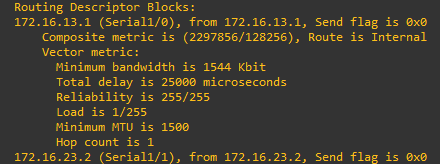 Routing Descriptor Blocks:
172.16.13.1 (Serial1/0), from 172.16.13.1, Send flag is 0x0
Composite metric is (2297856/128256), Route is Internal
Vector metric:
Minimum bandwidth is 1544 Kbit
Total delay is 25000 microseconds
Reliability is 255/255
Load is 1/255
Minimum MTU is 1500
Hop count is 1
172.16.23.2 (Serial1/1), from 172.16.23.2, Send flag is 0x0